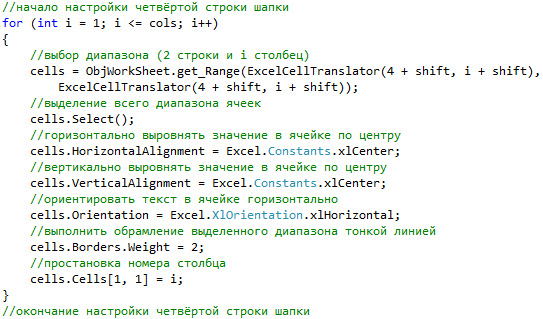 //начало настройки четвёртой строки шапки
for (int i = 1; i <= cols; i++)
{
    //выбор диапазона (2 строки и i столбец)
    cells = ObjWorkSheet.get_Range(ExcelCellTranslator(4 + shift, i + shift),
        ExcelCellTranslator(4 + shift, i + shift));
    //выделение всего диапазона ячеек
    cells.Select();
    //горизонтально выровнять значение в ячейке по центру
    cells.HorizontalAlignment = Excel.Constants.xlCenter;
    //вертикально выровнять значение в ячейке по центру
    cells.VerticalAlignment = Excel.Constants.xlCenter;
    //ориентировать текст в ячейке горизонтально
    cells.Orientation = Excel.XlOrientation.xlHorizontal;
    //выполнить обрамление выделенного диапазона тонкой линией
    cells.Borders.Weight = 2;
    //простановка номера столбца
    cells.Cells[1, 1] = i;
}
//окончание настройки четвёртой строки шапки